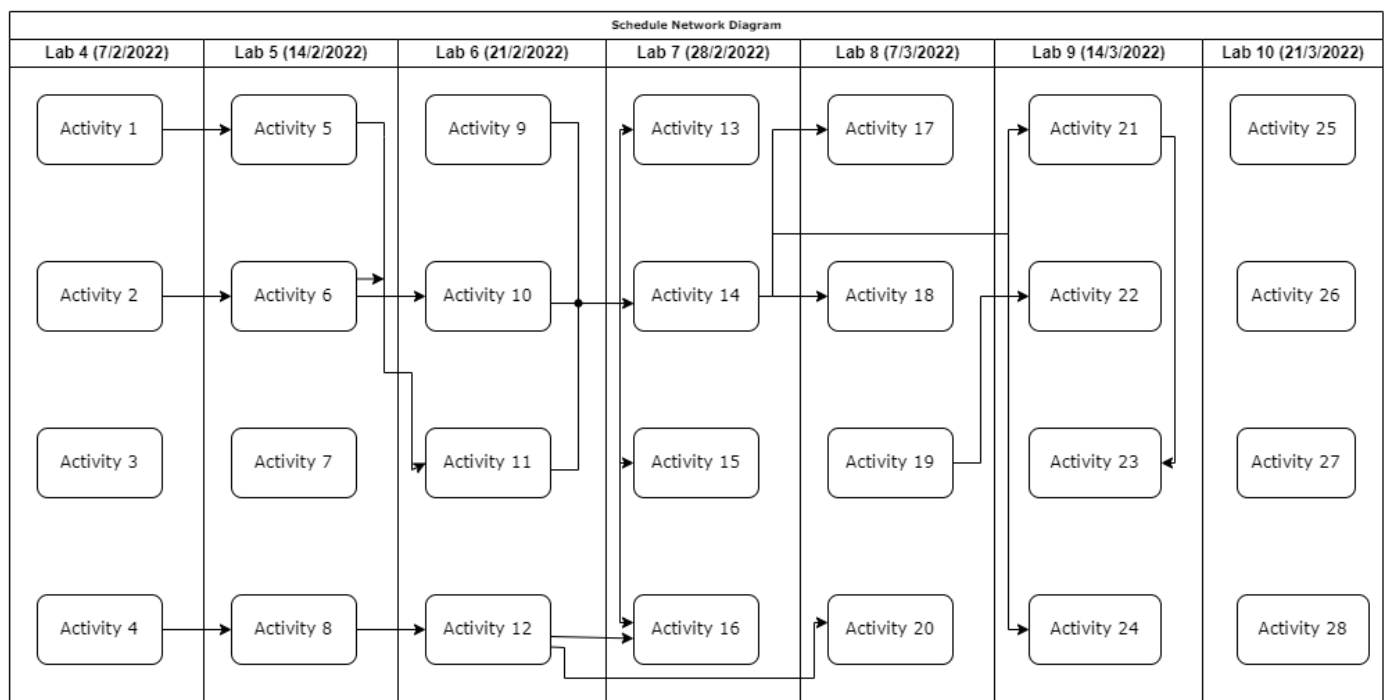 Schedule Network Diagram
Lab 4 (7/2/2022) Lab 5 (14/2/2022) Lab 6 (21/2/2022) Lab 7 (28/2/2022) Lab 8 (7/3/2022) Lab 9 (14/3/2022) Lab 10 (21/3/2022)
Activity 1 Activity 5 Activity 9 Activity 13 Activity 17 Activity 21 Activity 25
Activity 2 Activity 6 Activity 10 Activity 14 Activity 18 Activity 22 Activity 26
Activity 3 Activity 7 Activity 11 Activity 15 Activity 19 Activity 23 Activity 27
Activity 4 Activity 8 Activity 12 Activity 16 Activity 20 Activity 24 Activity 28